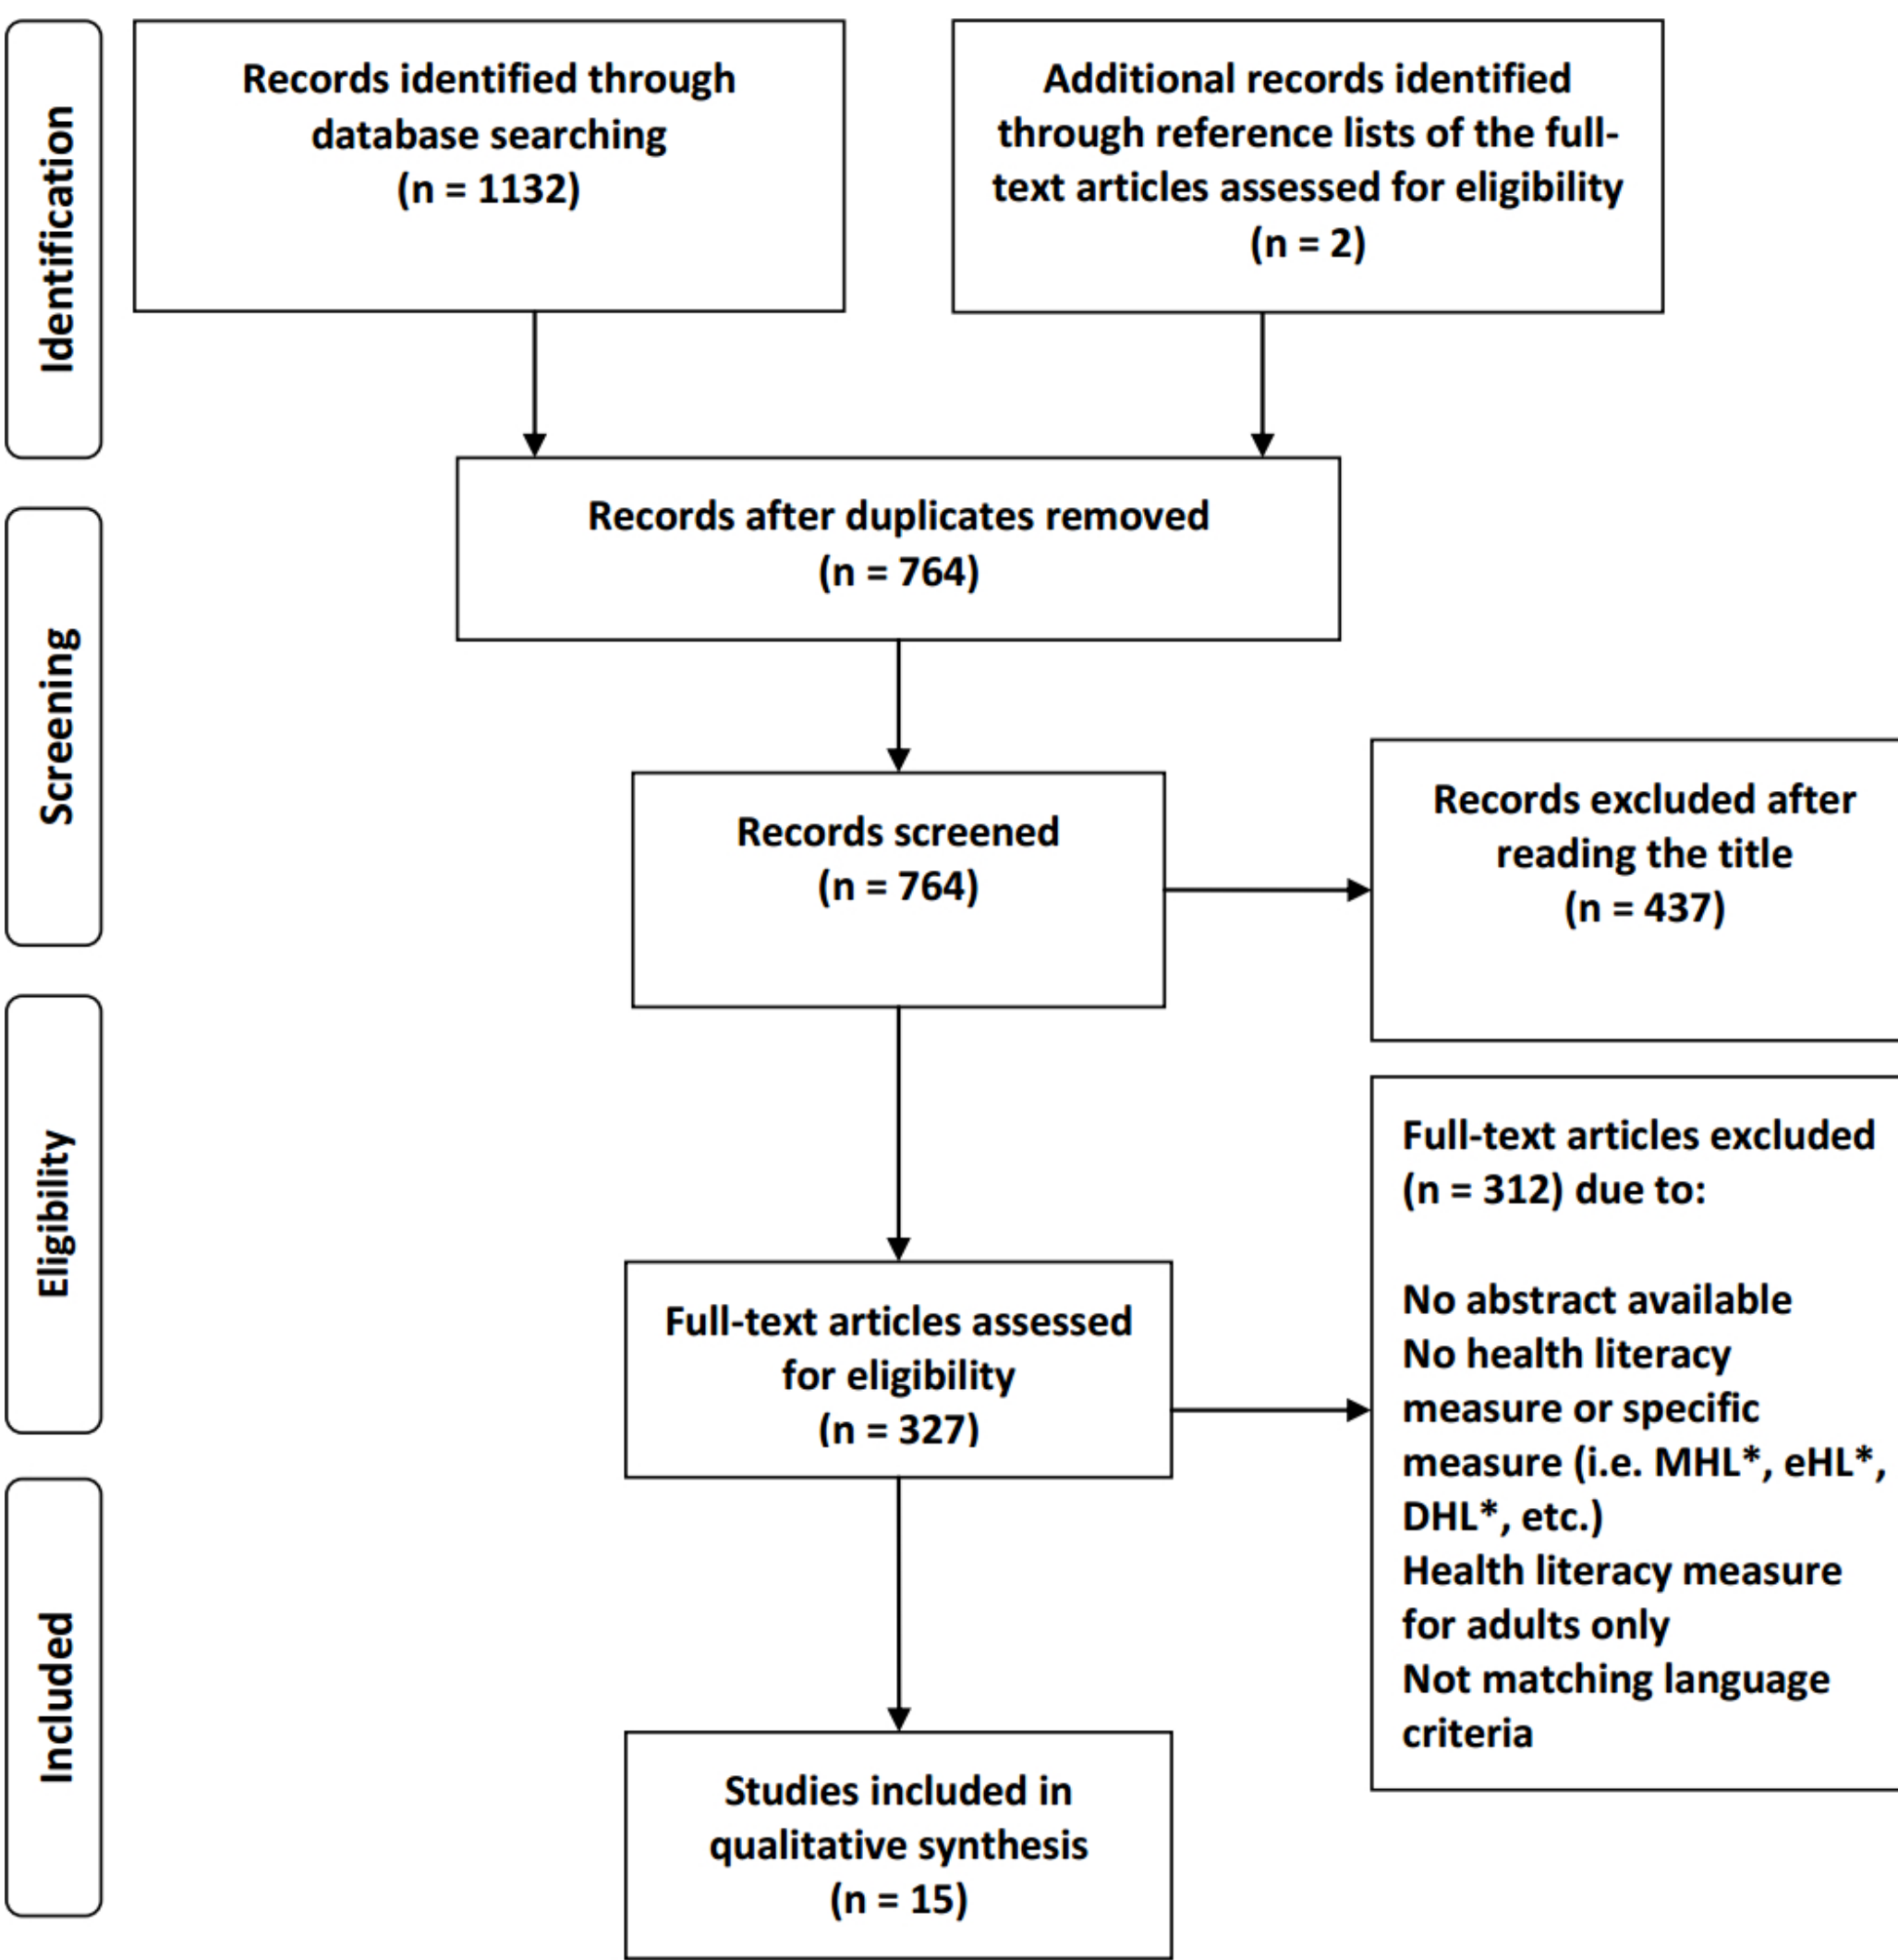 Identification
Records identified through
database searching
(n = 1132)
Additional records identified
through reference lists of the full-
text articles assessed for eligibility
(n = 2)
Records after duplicates removed
(n = 764)
Screening
Records screened
(n = 764)
Records excluded after
reading the title
(n = 437)
Eligibility
Full-text articles assessed
for eligibility
(n = 327)
Full-text articles excluded
(n = 312) due to:
No abstract available
No health literacy
measure or specific
measure (i.e. MHL*, eHL*,
DHL*, etc.)
Health literacy measure
for adults only
Not matching language
criteria
Included
Studies included in
qualitative synthesis
(n = 15)